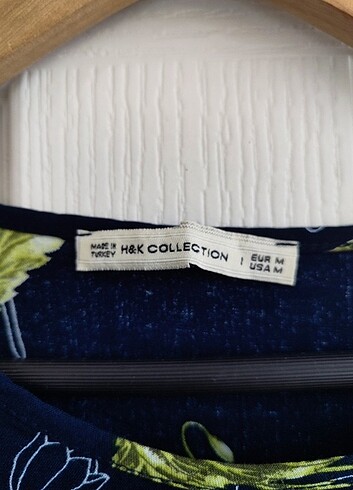 MADE IN
TURKEY
H&K COLLECTION
EUR M
USA M